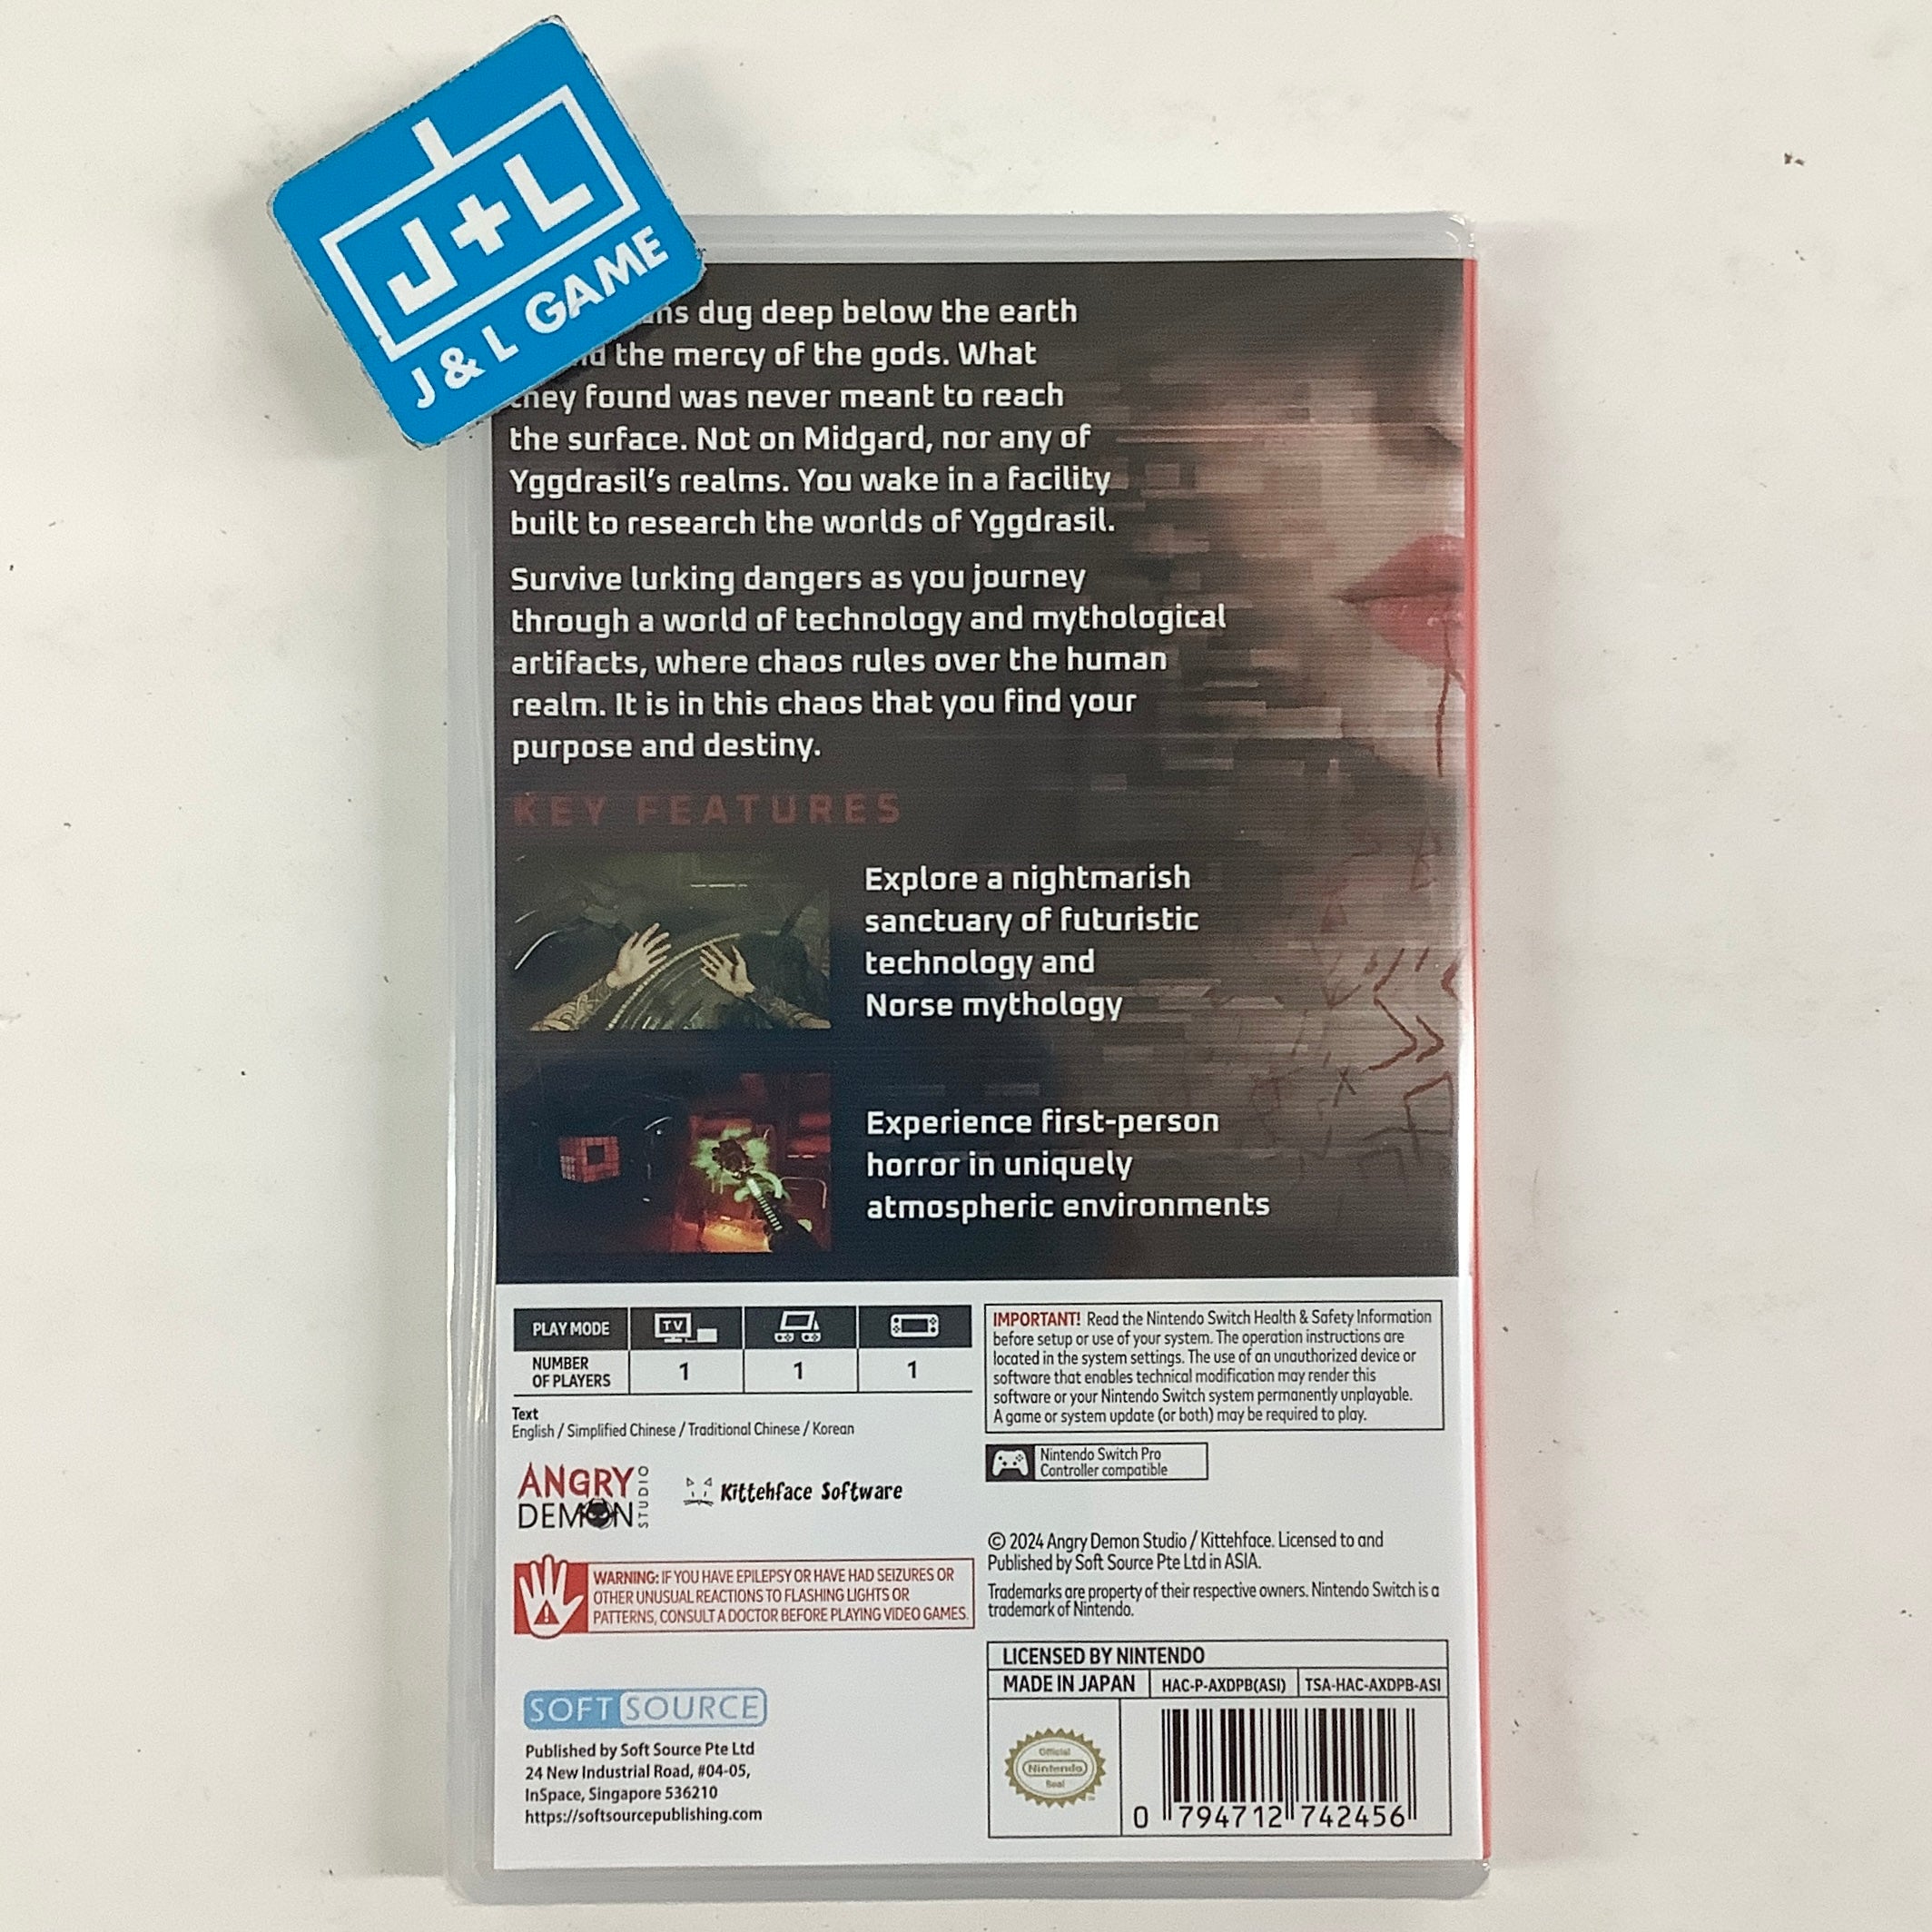 J+L
J & L GAME
dug deep below the earth
the mercy of the gods. What
they found was never meant to reach
the surface. Not on Midgard, nor any of
Yggdrasil's realms. You wake in a facility
built to research the worlds of Yggdrasil.
Survive lurking dangers as you journey
through a world of technology and mythological
artifacts, where chaos rules over the human
realm. It is in this chaos that you find your
purpose and destiny.
KEY FEATURES
Explore a nightmarish
sanctuary of futuristic
technology and
Norse mythology
Experience first-person
horror in uniquely
atmospheric environments
PLAY MODE TV
NUMBER
OF PLAYERS 1 1 1
Text
English / Simplified Chinese / Traditional Chinese / Korean
ANGRY
DEMON
STUDIO
Kittehface Software
WARNING: IF YOU HAVE EPILEPSY OR HAVE HAD SEIZURES OR
OTHER UNUSUAL REACTIONS TO FLASHING LIGHTS OR
PATTERNS, CONSULT A DOCTOR BEFORE PLAYING VIDEO GAMES.
SOFT SOURCE
Published by Soft Source Pte Ltd
24 New Industrial Road, #04-05,
InSpace, Singapore 536210
https://softsourcepublishing.com
IMPORTANT! Read the Nintendo Switch Health & Safety Information
before setup or use of your system. The operation instructions are
located in the system settings. The use of an unauthorized device or
software that enables technical modification may render this
software or your Nintendo Switch system permanently unplayable.
A game or system update (or both) may be required to play.
Nintendo Switch Pro
Controller compatible
© 2024 Angry Demon Studio / Kittehface. Licensed to and
Published by Soft Source Pte Ltd in ASIA.
Trademarks are property of their respective owners. Nintendo Switch is a
trademark of Nintendo.
LICENSED BY NINTENDO
MADE IN JAPAN HAC-P-AXDPB(ASI) TSA-HAC-AXDPB-ASI
Official
Nintendo
Seal
0 794712 742456